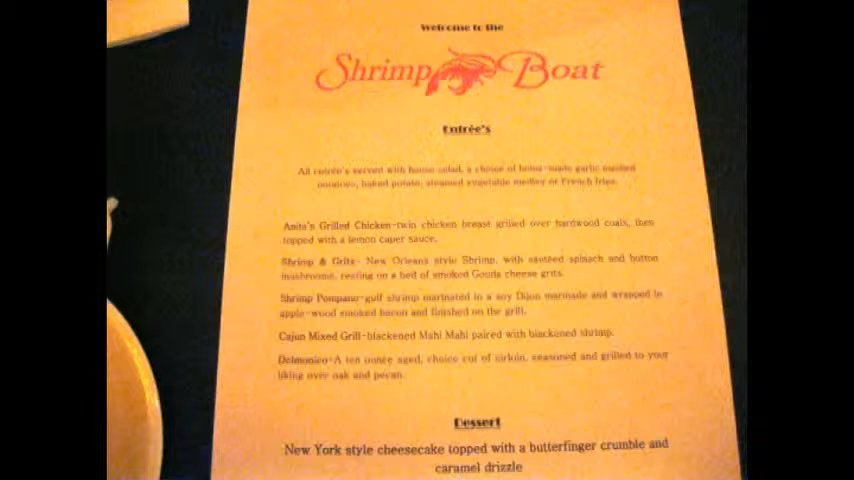 Welcome to the
Shrimp Boat
Entrée's
All entrée's served with house salad, a choice of home-made garlic mashed
potatoes, baked potato, steamed vegetable medley or French fries.
Anita's Grilled Chicken-twin chicken breast grilled over hardwood coals, then
topped with a lemon caper sauce.
Shrimp & Grits- New Orleans style Shrimp, with sauteed spinach and button
mushrooms, resting on a bed of smoked Gouda cheese grits.
Shrimp Pompano-gulf shrimp marinated in a soy Dijon marinade and wrapped in
apple-wood smoked bacon and finished on the grill.
Cajun Mixed Grill-blackened Mahi Mahi paired with blackened shrimp.
Delmonico-A ten ounce aged, choice cut of sirloin, seasoned and grilled to your
liking over oak and pecan.
Dessert
New York style cheesecake topped with a butterfinger crumble and
caramel drizzle